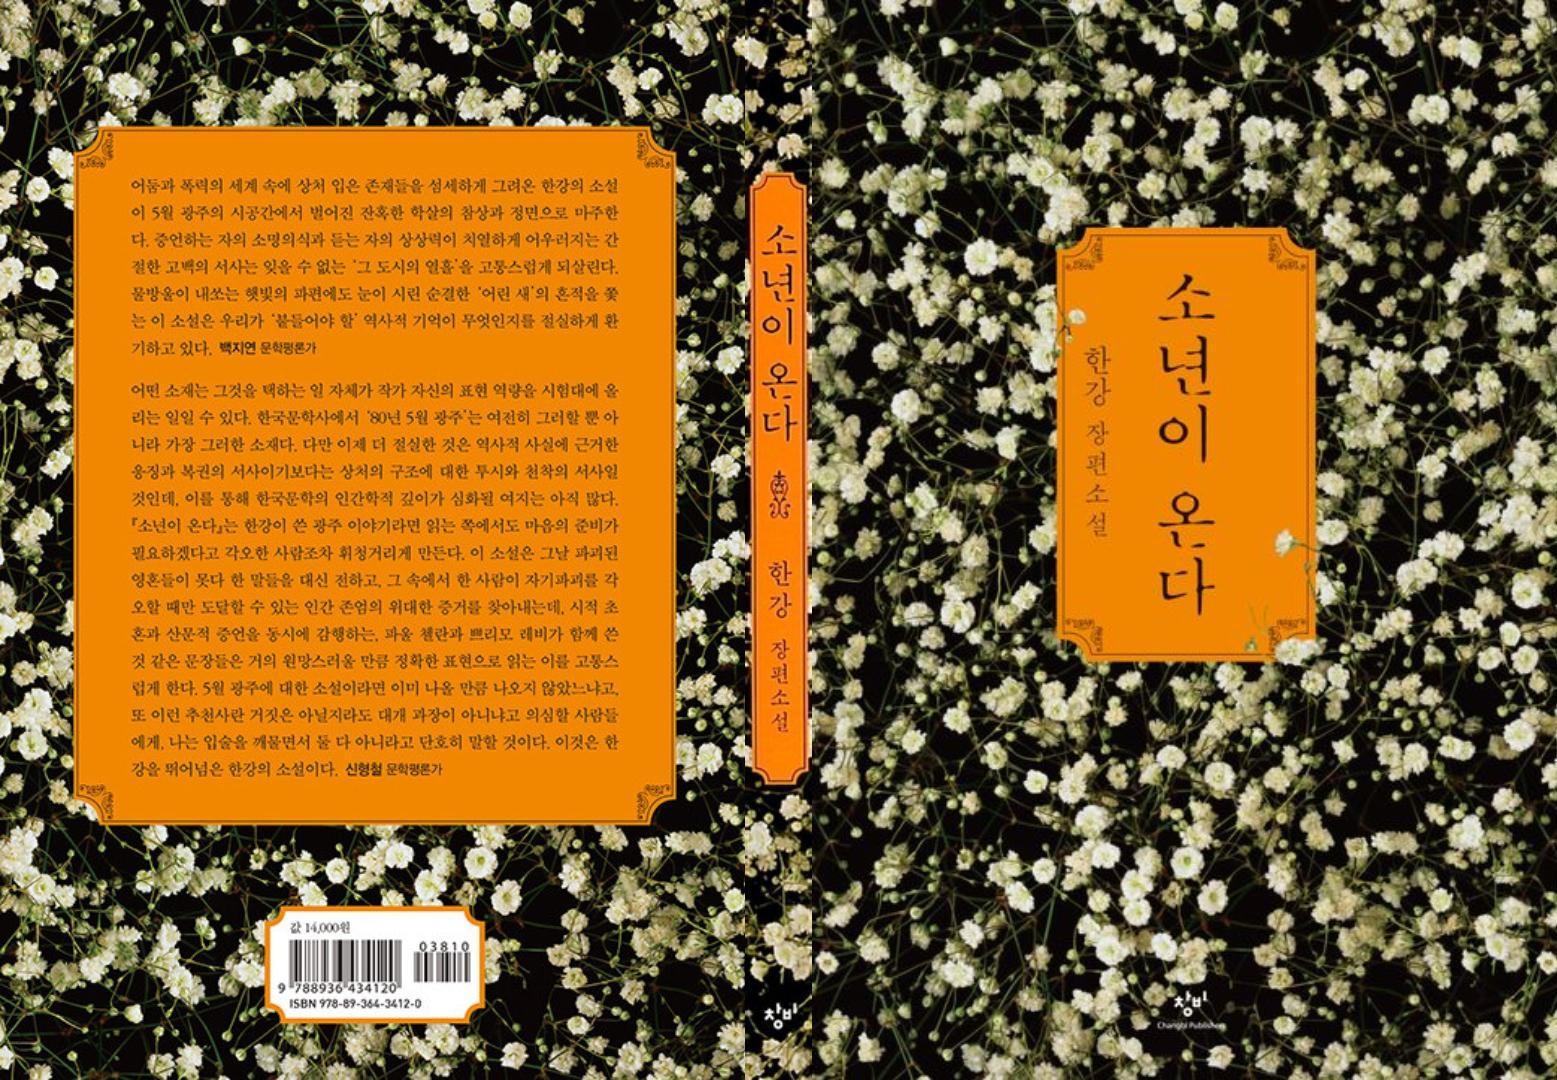 어둠과 폭력의 세계 속에 상처 입은 존재들을 섬세하게 그려온 한강의 소설
이 5월 광주의 시공간에서 벌어진 잔혹한 학살의 참상과 정면으로 마주한
다. 증언하는 자의 소명의식과 듣는 자의 상상력이 치열하게 어우러지는 간
절한 고백의 서사는 잊을 수 없는 ‘그 도시의 열흘’을 고통스럽게 되살린다.
물방울이 내쏘는 햇빛의 파편에도 눈이 시린 순결한 ‘어린 새’의 흔적을 쫓
는 이 소설은 우리가 ‘붙들어야 할’ 역사적 기억이 무엇인지를 절실하게 환
기하고 있다. 백지연 문학평론가
어떤 소재는 그것을 택하는 일 자체가 작가 자신의 표현 역량을 시험대에 올
리는 일일 수 있다. 한국문학사에서 ‘80년 5월 광주’는 여전히 그러할 뿐 아
니라 가장 그러한 소재다. 다만 이제 더 절실한 것은 역사적 사실에 근거한
응징과 복권의 서사이기보다는 상처의 구조에 대한 투시와 천착의 서사일
것인데, 이를 통해 한국문학의 인간학적 깊이가 심화될 여지는 아직 많다.
『소년이 온다』는 한강이 쓴 광주 이야기라면 읽는 쪽에서도 마음의 준비가
필요하겠다고 각오한 사람조차 휘청거리게 만든다. 이 소설은 그날 파괴된
영혼들이 못다 한 말들을 대신 전하고, 그 속에서 한 사람이 자기파괴를 각
오할 때만 도달할 수 있는 인간 존엄의 위대한 증거를 찾아내는데, 시적 초
혼과 산문적 증언을 동시에 감행하는, 파울 첼란과 쁘리모 레비가 함께 쓴
것 같은 문장들은 거의 원망스러울 만큼 정확한 표현으로 읽는 이를 고통스
럽게 한다. 5월 광주에 대한 소설이라면 이미 나올 만큼 나오지 않았느냐고,
또 이런 추천사란 거짓은 아닐지라도 대개 과장이 아니냐고 의심할 사람들
에게, 나는 입술을 깨물면서 둘 다 아니라고 단호히 말할 것이다. 이것은 한
강을 뛰어넘은 한강의 소설이다. 신형철 문학평론가
값 14,000원
03810
9 788936 434120
ISBN 978-89-364-3412-0
소년이 온다
한강 장편소설
창비
소년이 온다
한강 장편소설
창비
Changbi Publishers